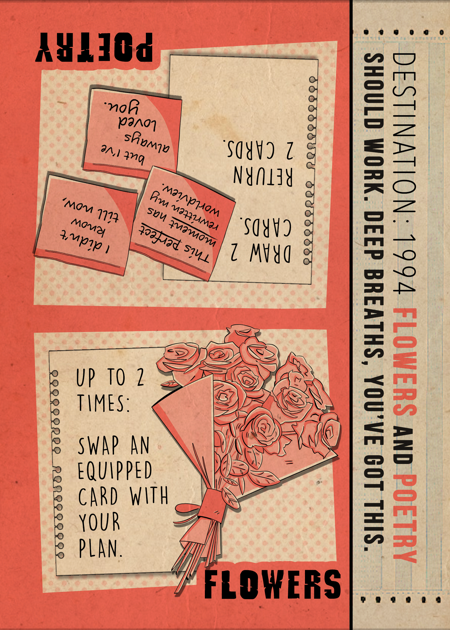 DESTINATION: 1994 FLOWERS AND POETRY
SHOULD WORK. DEEP BREATHS, YOU'VE GOT THIS.
POETRY
DRAW 2
CARDS.
RETURN
2 CARDS.
This perfect
moment has
rewritten my
worldview.
I didn't
know
till now,
but I've
always
loved
you.
UP TO 2
TIMES:
SWAP AN
EQUIPPED
CARD WITH
YOUR
PLAN.
FLOWERS